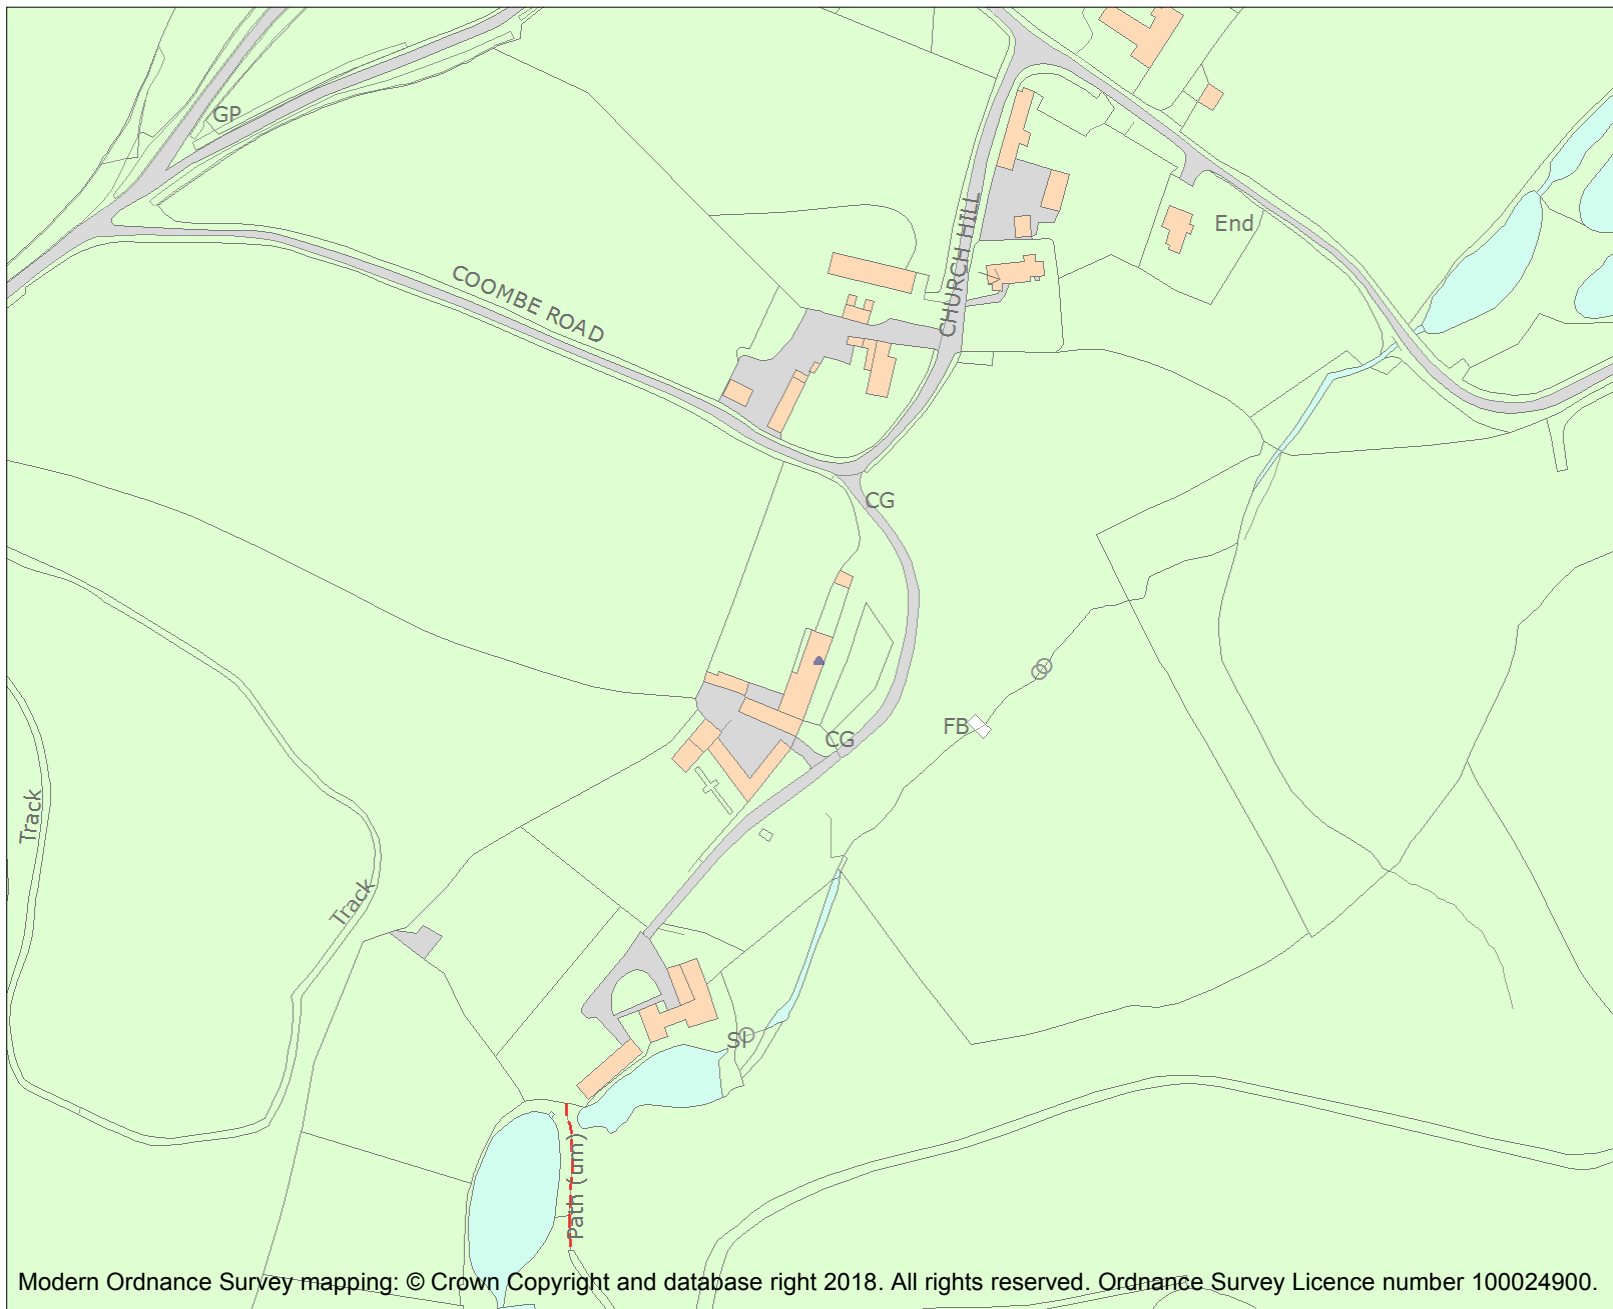 GP
End
CHURCH HILL
COOMBE ROAD
CG
FB
CG
Track
Track
SI
Path (um)
Modern Ordnance Survey mapping: © Crown Copyright and database right 2018. All rights reserved. Ordnance Survey Licence number 100024900.